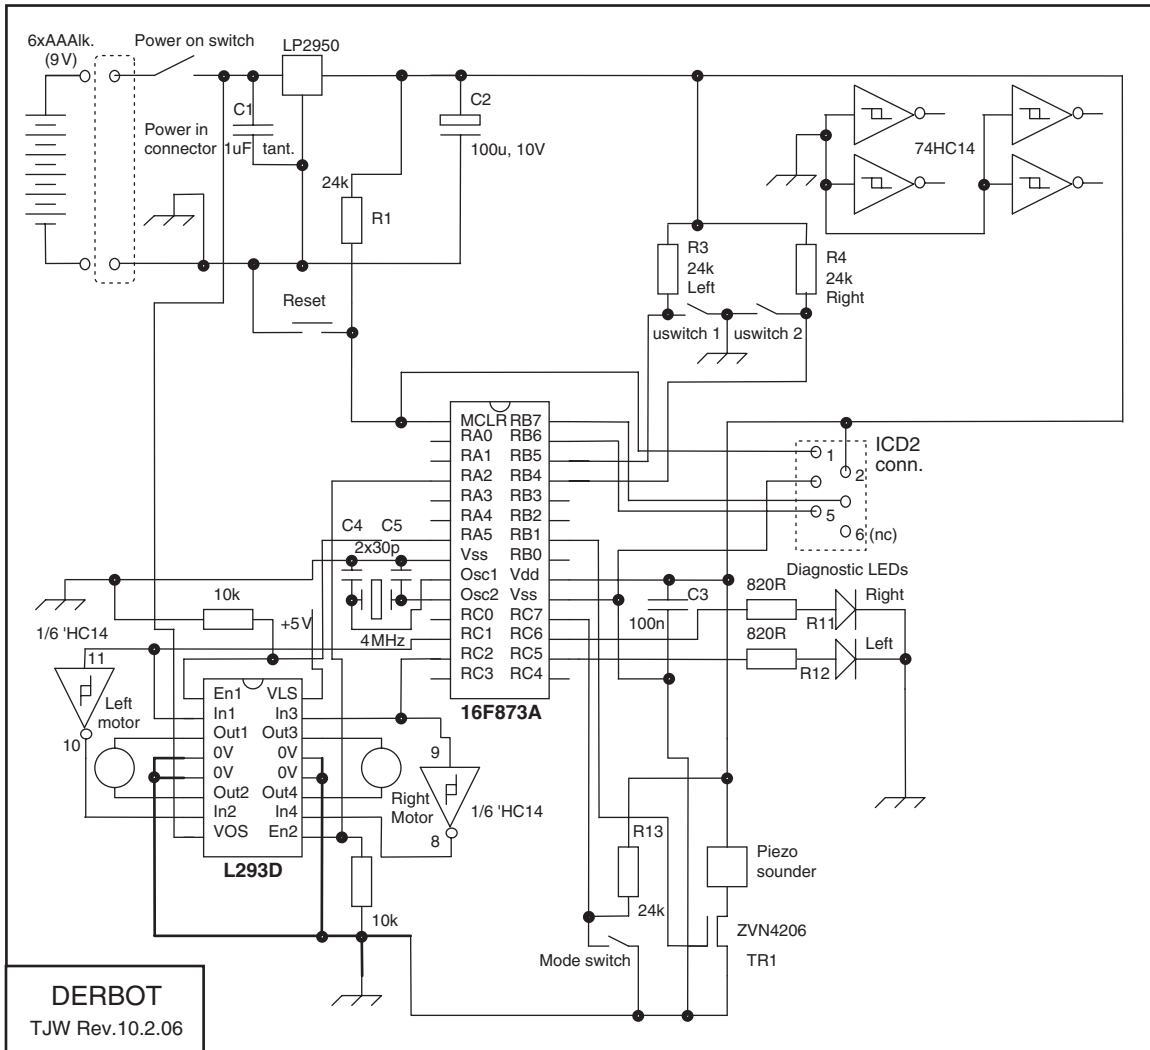 6xAAAlk.
(9V)
Power on switch
LP2950
C1
1uF tant.
Power in
connector
C2
100u, 10V
74HC14
24k
R1
R3
24k
Left
R4
24k
Right
Reset
uswitch 1
uswitch 2
MCLR
RA0
RA1
RA2
RA3
RA4
RA5
Vss
Osc1
Osc2
RC0
RC1
RC2
RC3
RB7
RB6
RB5
RB4
RB3
RB2
RB1
RB0
Vdd
Vss
RC7
RC6
RC5
RC4
16F873A
ICD2
conn.
1
2
5
6 (nc)
C4
C5
2x30p
4MHz
10k
+5V
1/6 'HC14
11
Left
motor
10
En1
In1
Out1
0V
0V
Out2
In2
VOS
VLS
In3
Out3
0V
0V
Out4
In4
En2
L293D
Right
Motor
9
8
1/6 'HC14
10k
C3
100n
Diagnostic LEDs
820R
Right
R11
820R
Left
R12
R13
24k
Piezo
sounder
Mode switch
ZVN4206
TR1
DERBOT
TJW Rev.10.2.06